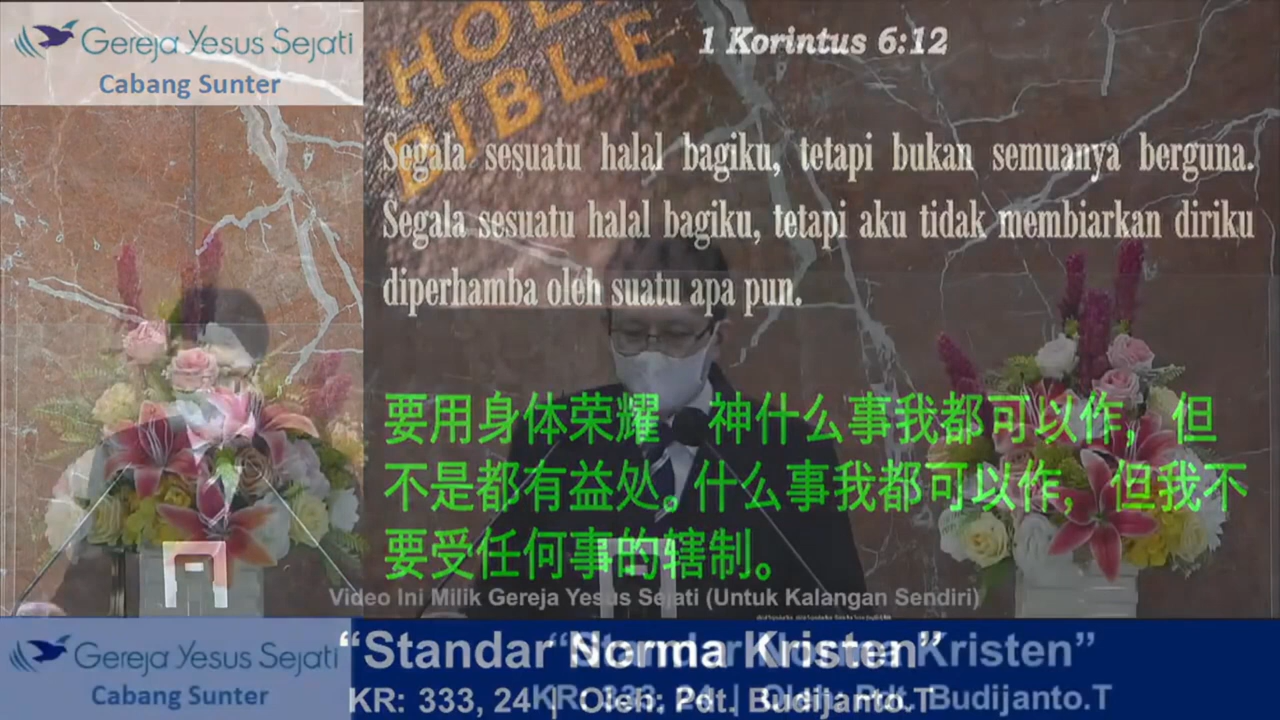 Gereja Yesus Sejati
Cabang Sunter
HOLY
BIBLE
1 Korintus 6:12
Segala sesuatu halal bagiku, tetapi bukan semuanya berguna.
Segala sesuatu halal bagiku, tetapi aku tidak membiarkan diriku
diperhamba oleh suatu apa pun.
要用身体荣耀 神什么事我都可以作，但
不是都有益处。什么事我都可以作，但我不
要受任何事的辖制。
Video Ini Milik Gereja Yesus Sejati (Untuk Kalangan Sendiri)
Gereja Yesus Sejati
Cabang Sunter
“Standar Norma Kristen”
KR: 333, 24 | Oleh: Pdt. Budijanto.T